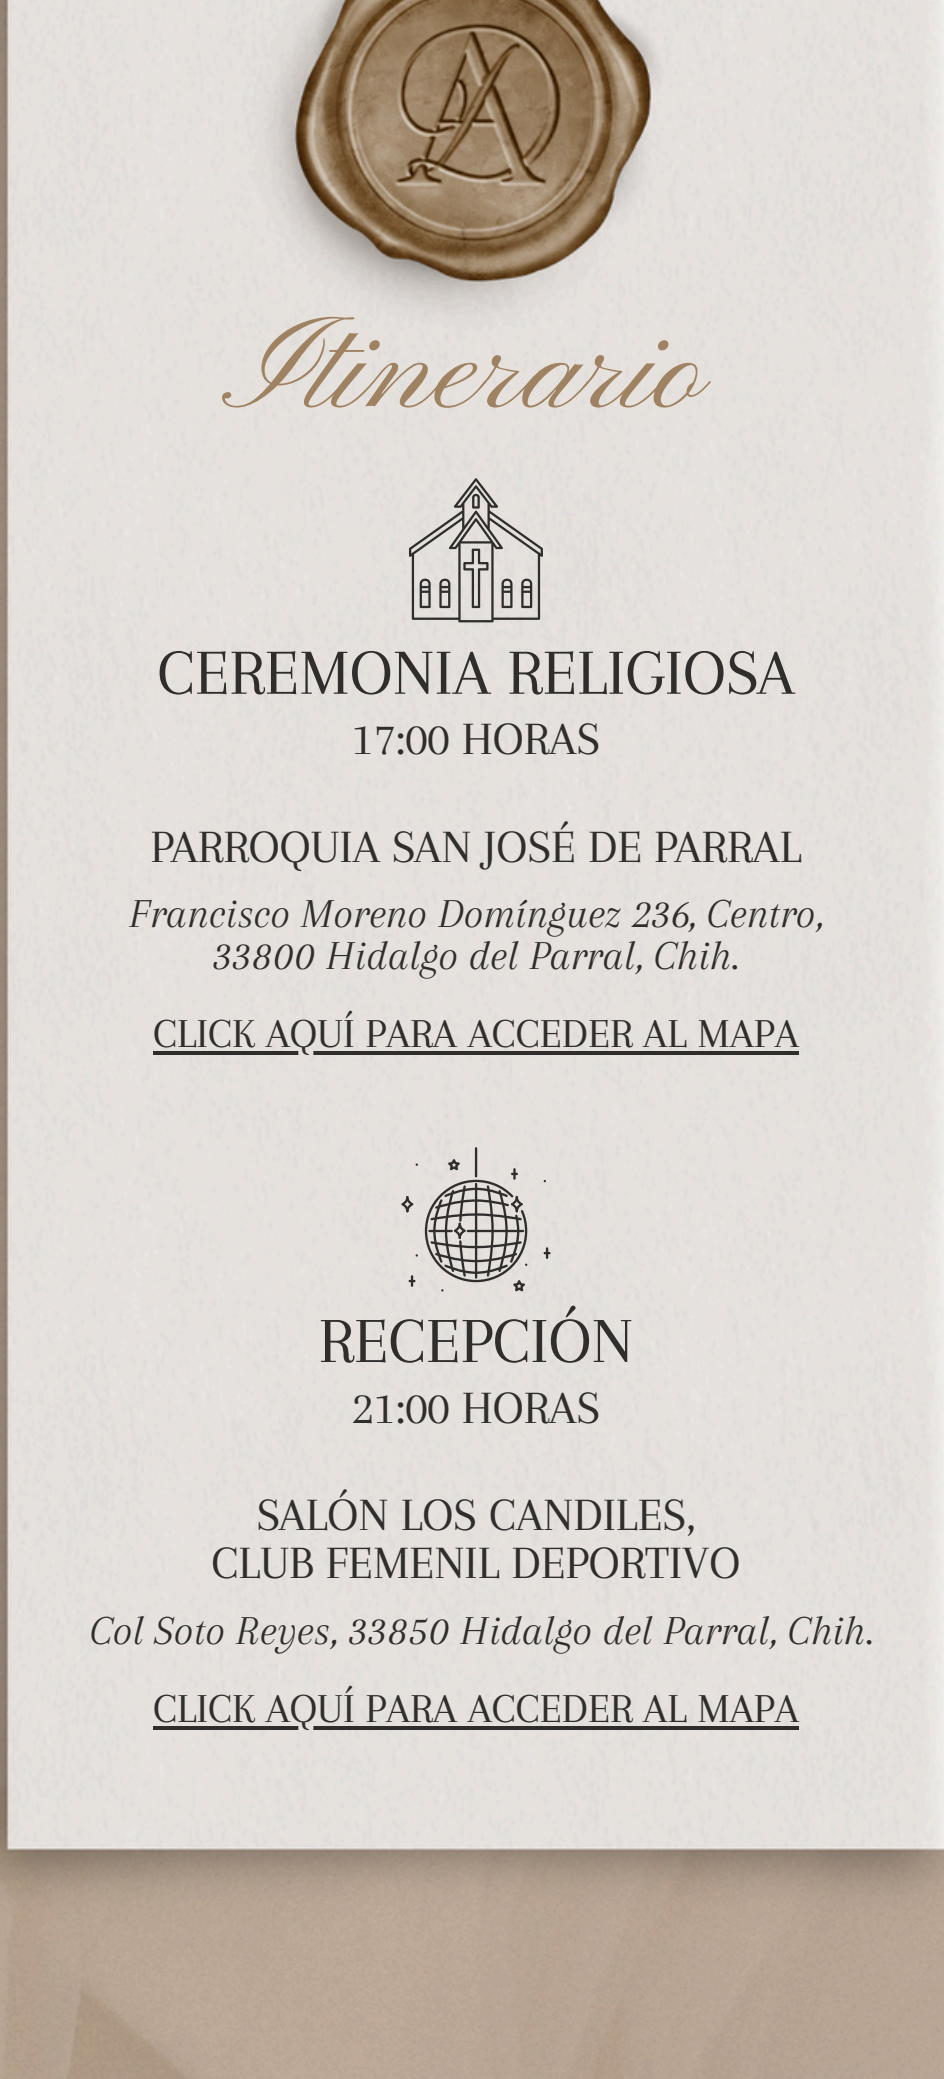 Itinerario
CEREMONIA RELIGIOSA
17:00 HORAS
PARROQUIA SAN JOSÉ DE PARRAL
Francisco Moreno Domínguez 236, Centro,
33800 Hidalgo del Parral, Chih.
CLICK AQUÍ PARA ACCEDER AL MAPA
RECEPCIÓN
21:00 HORAS
SALÓN LOS CANDILES,
CLUB FEMENIL DEPORTIVO
Col Soto Reyes, 33850 Hidalgo del Parral, Chih.
CLICK AQUÍ PARA ACCEDER AL MAPA